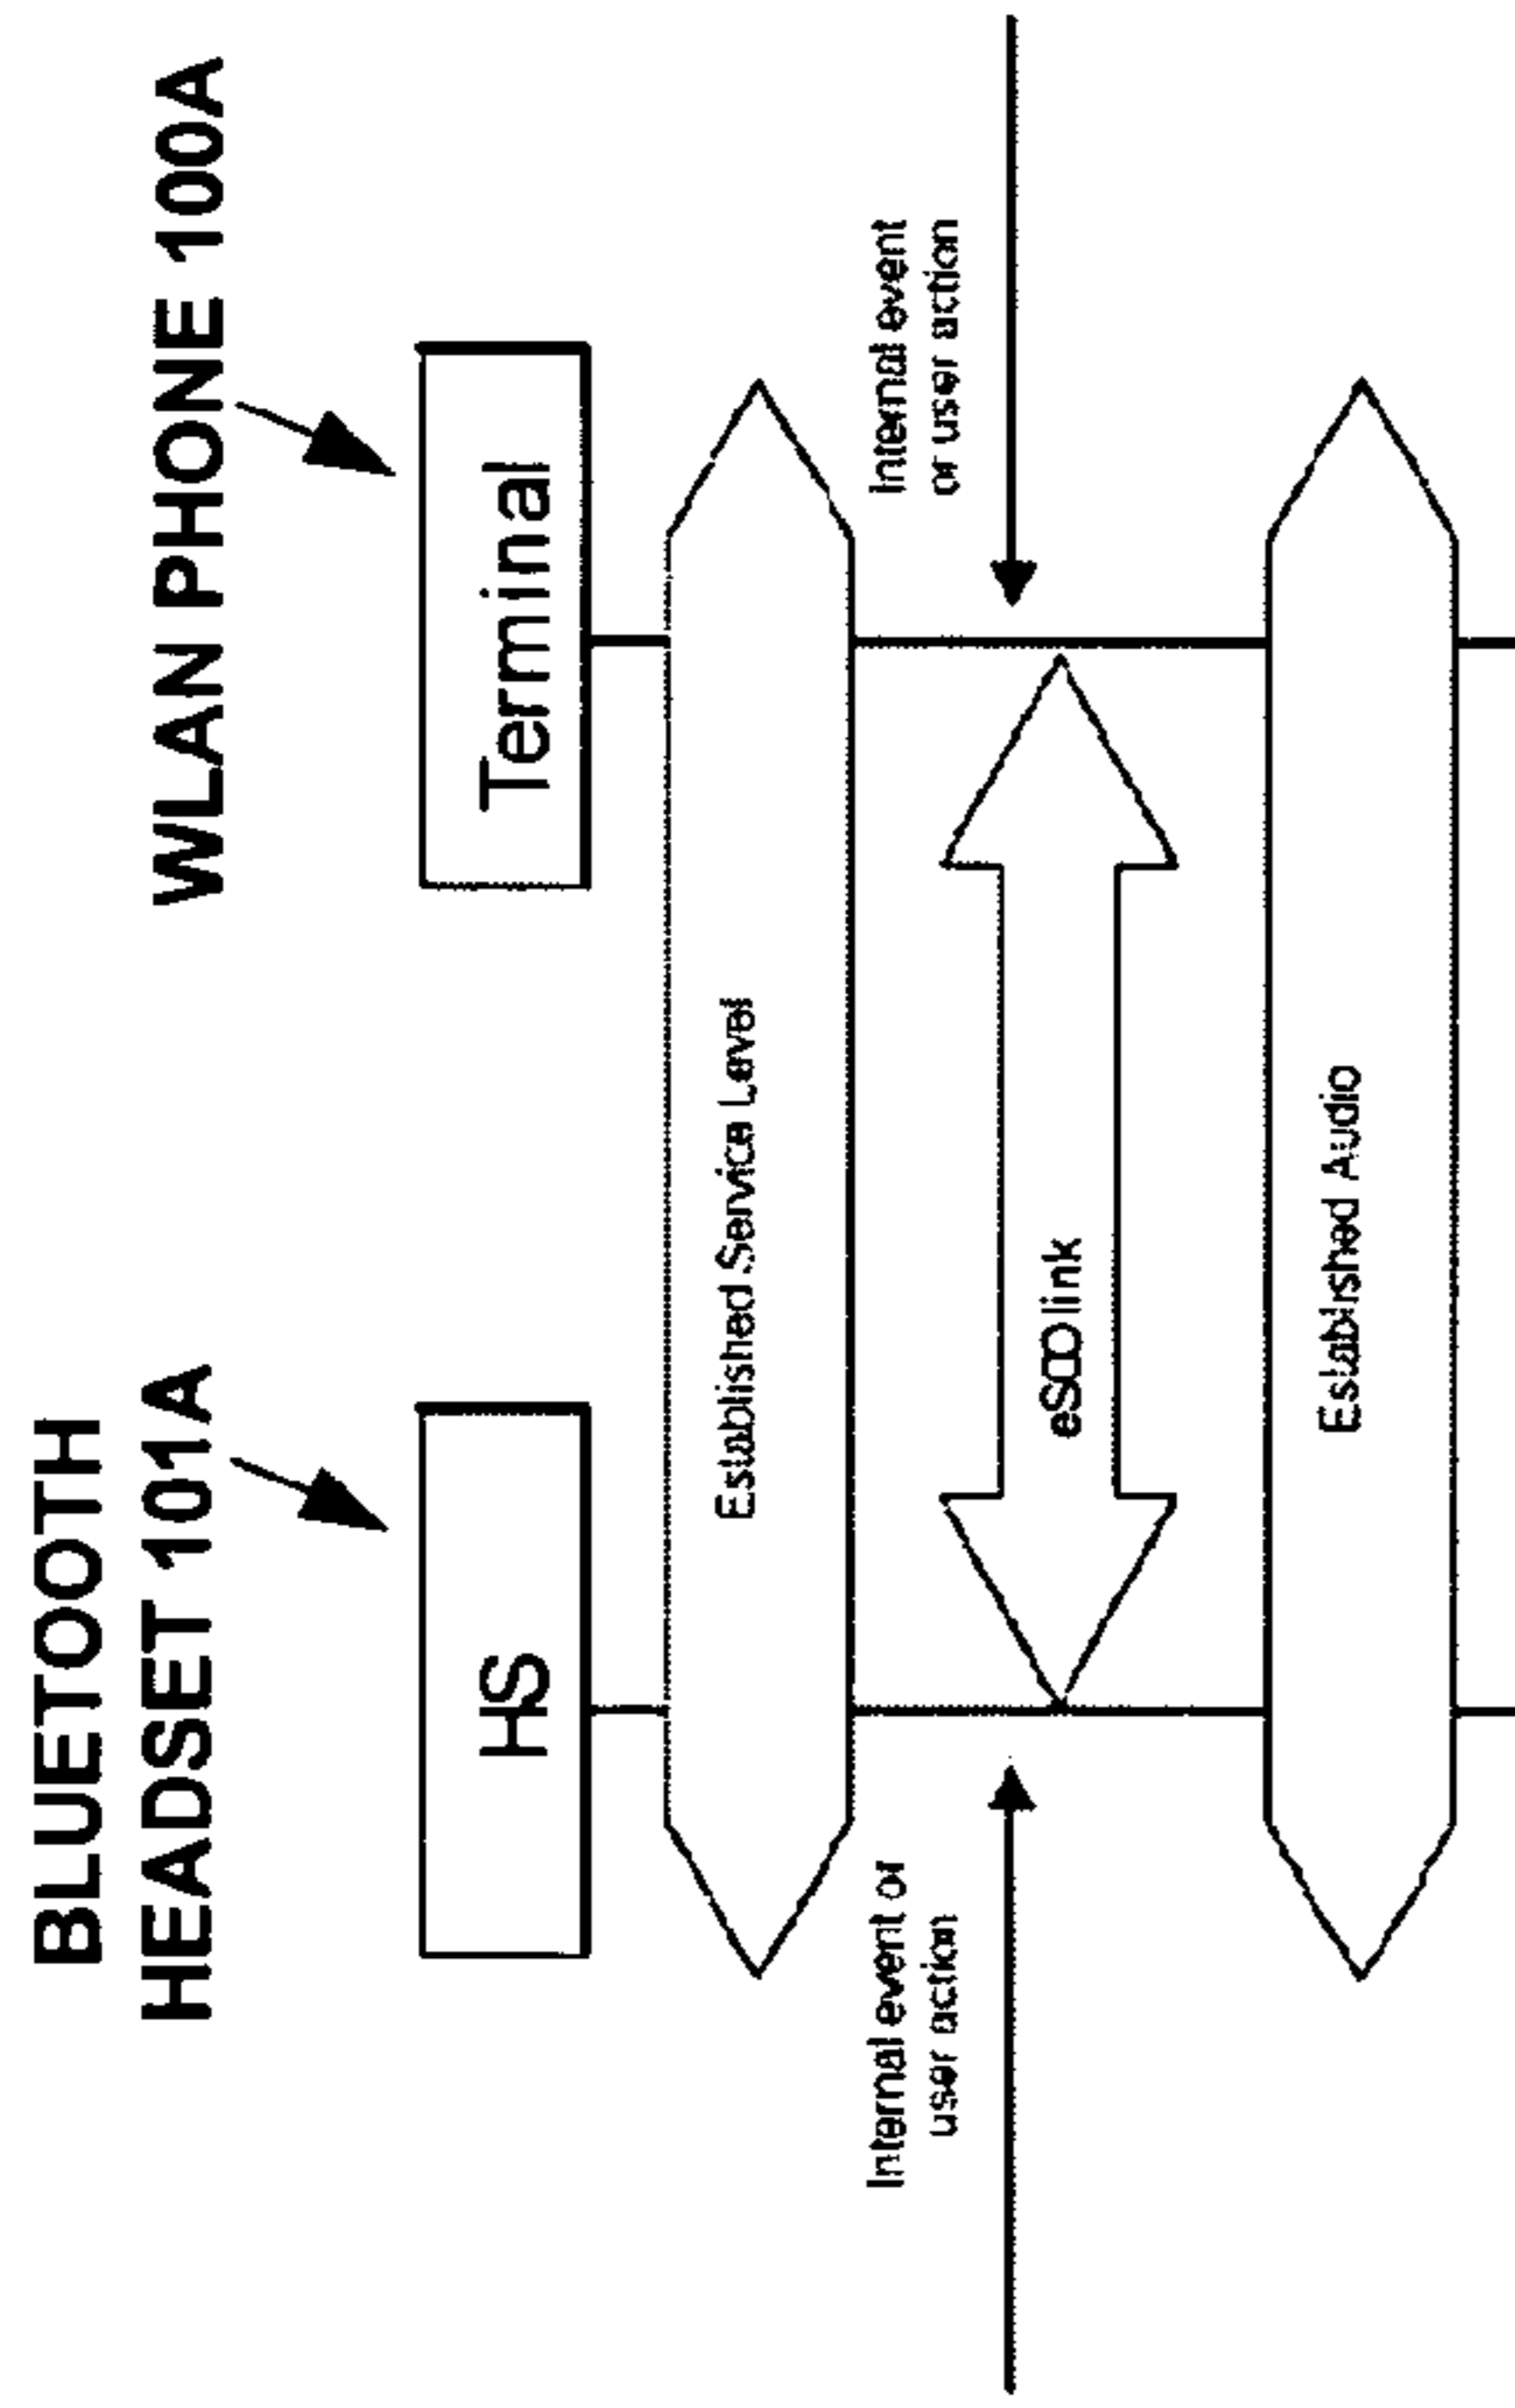 BLUETOOTH
HEADSET 101A
WLAN PHONE 100A
HS
Terminal
Established Service Level
Internal event or
user action
Internal event
or user action
eSCO link
Established Audio